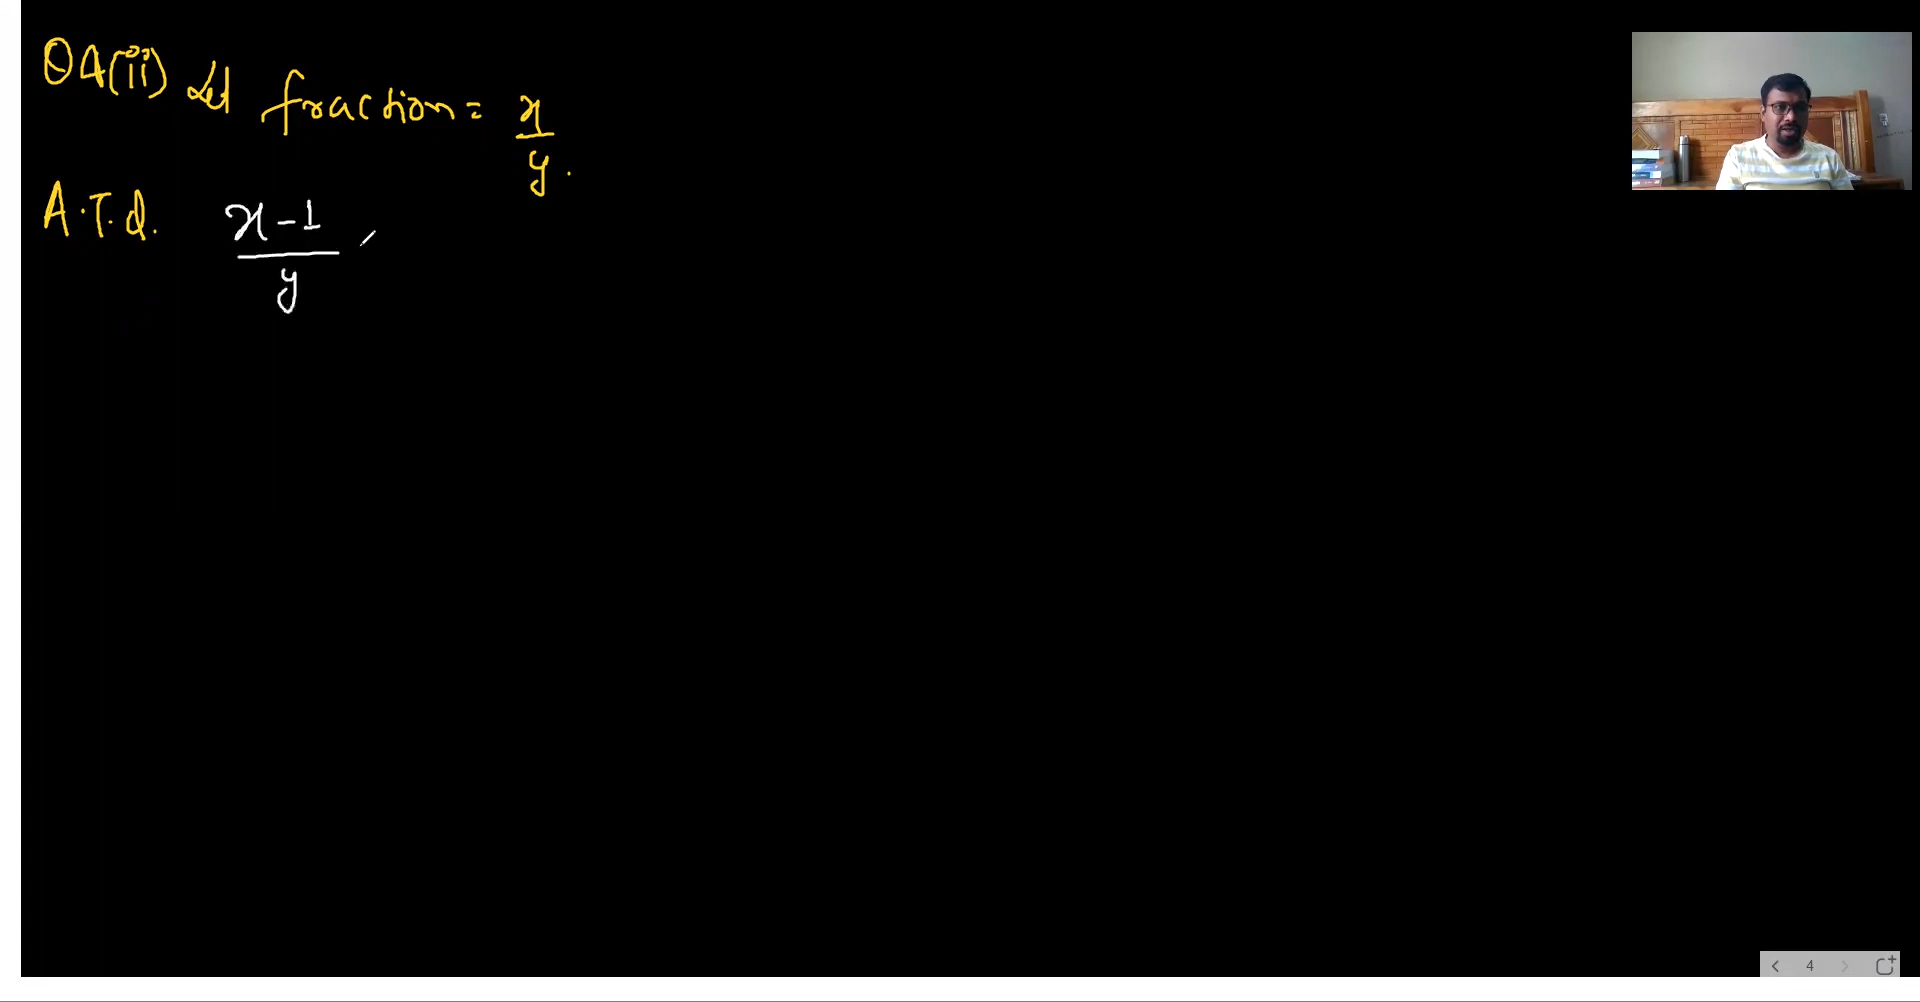 Q4(ii) Let fraction = x/y.
A.T.Q. x-1/y
4